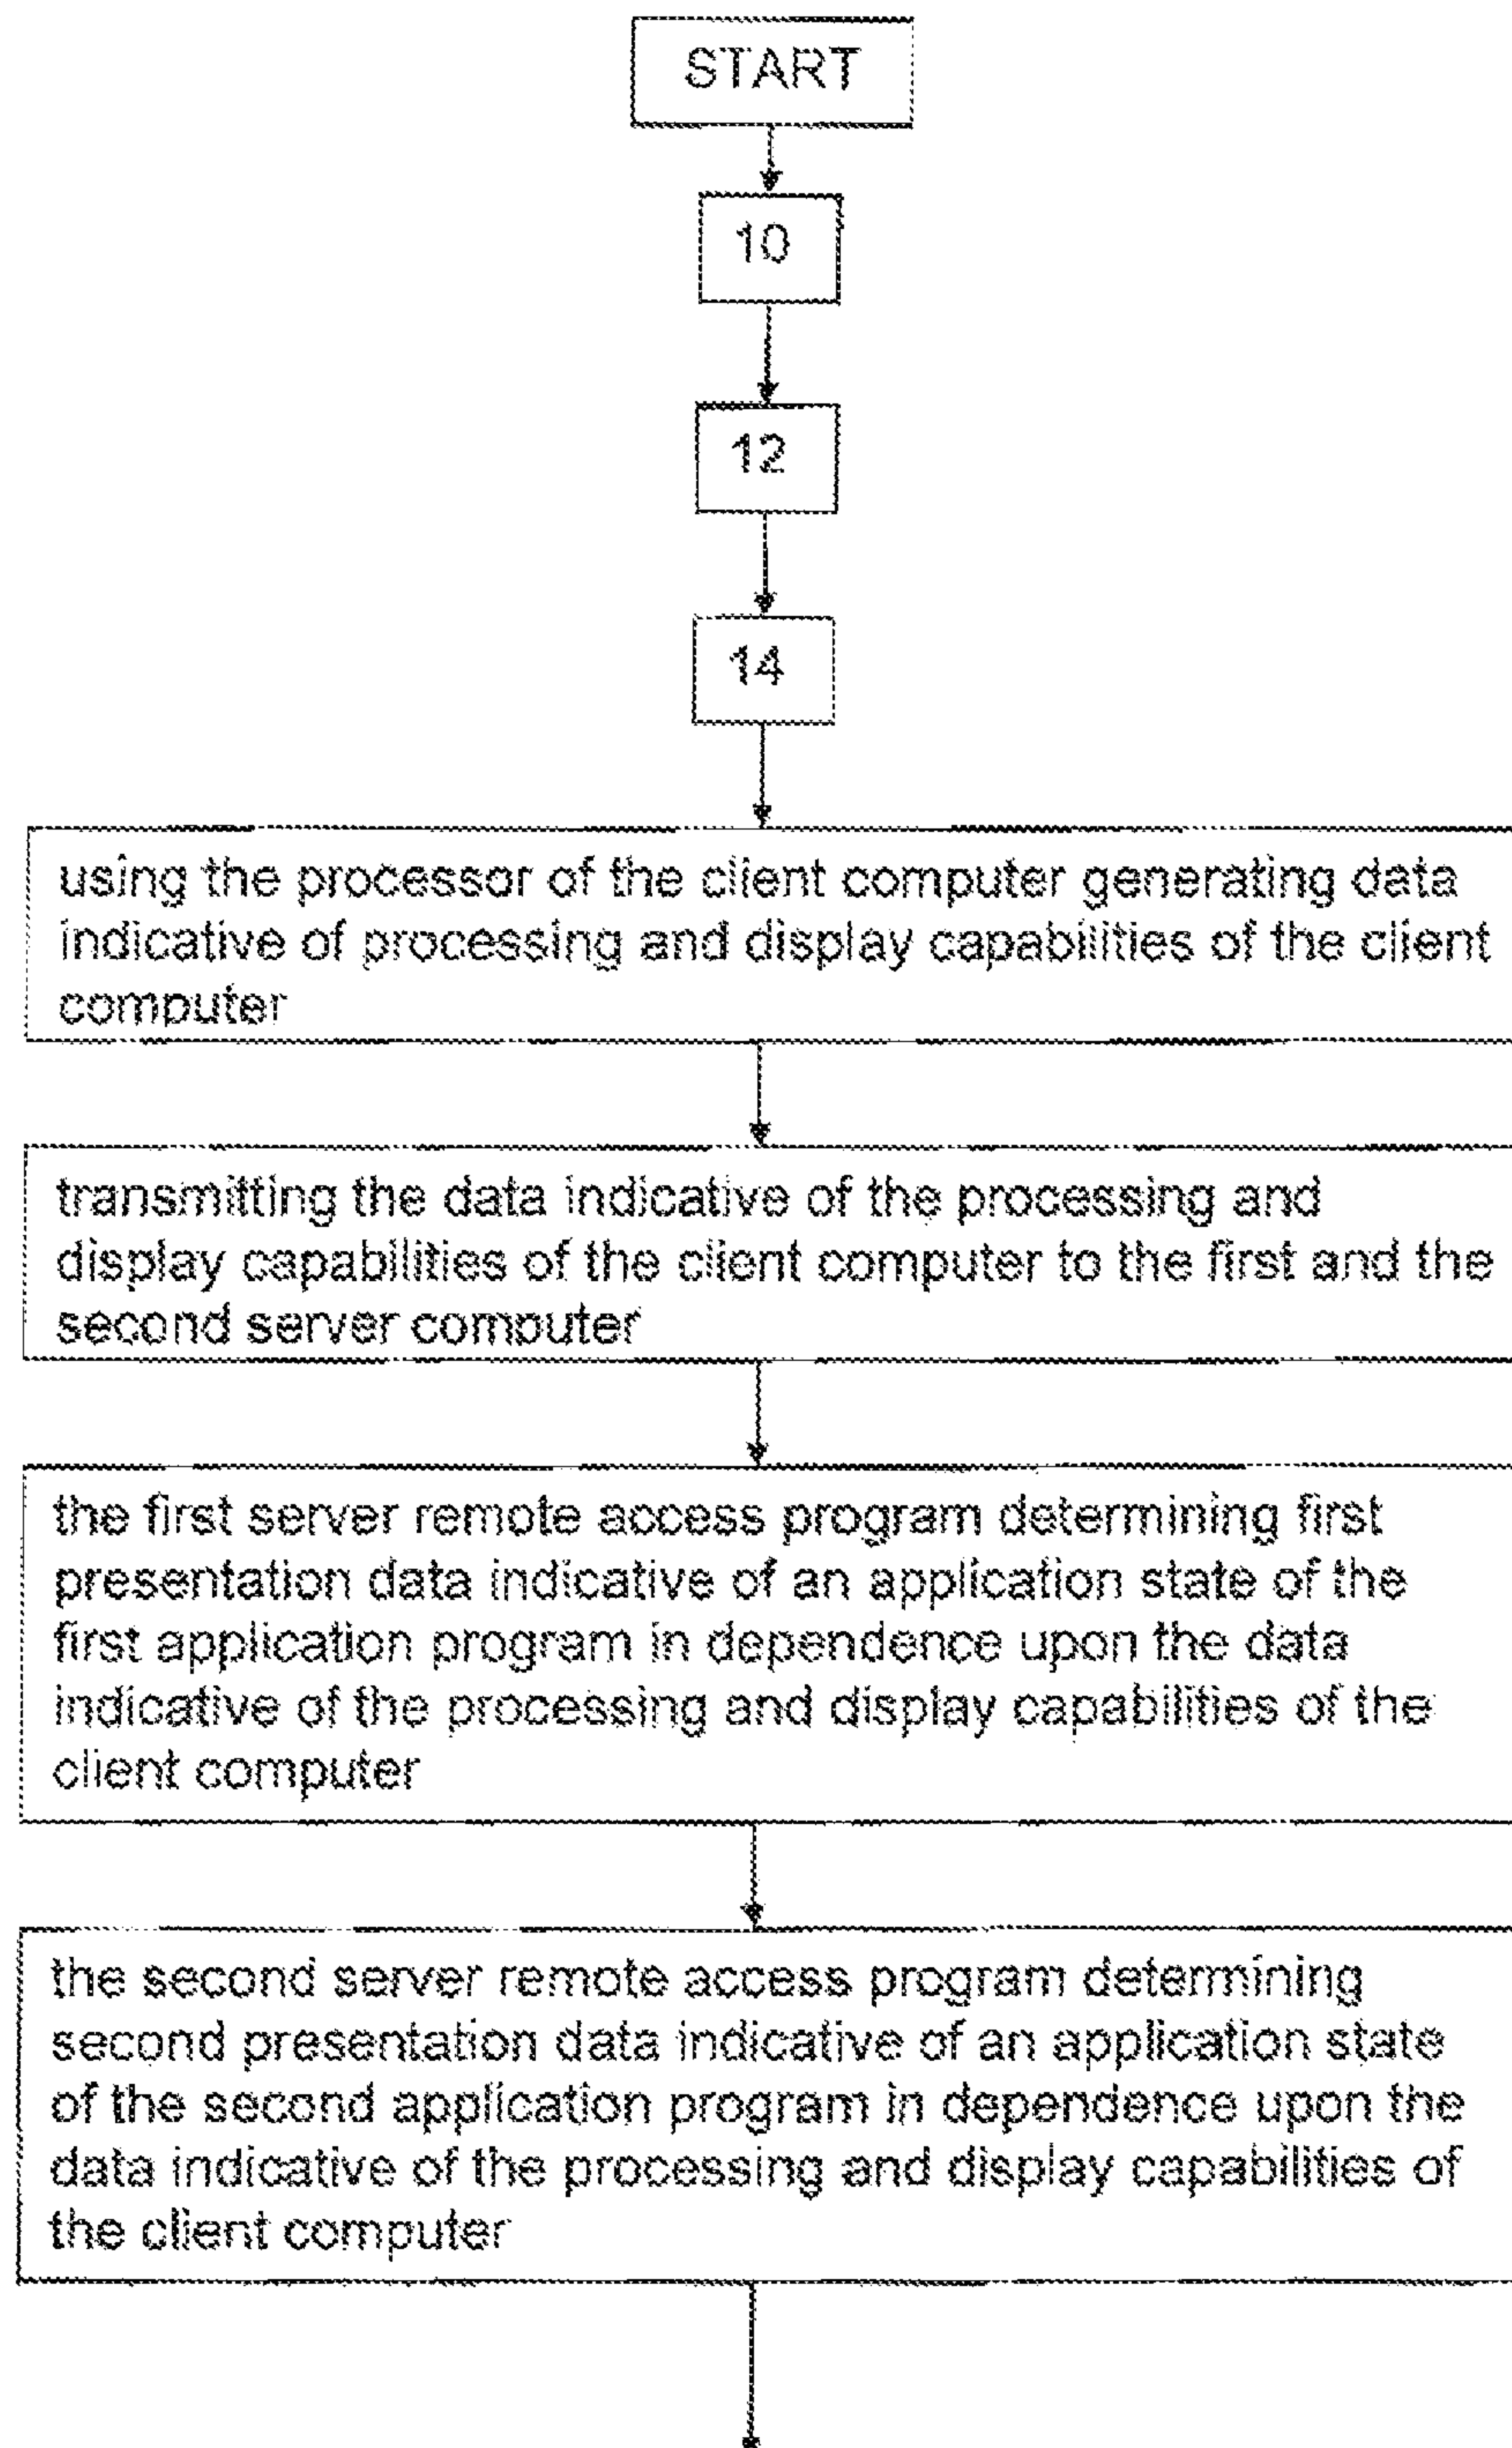 START
10
12
14
using the processor of the client computer generating data
indicative of processing and display capabilities of the client
computer
transmitting the data indicative of the processing and
display capabilities of the client computer to the first and the
second server computer
the first server remote access program determining first
presentation data indicative of an application state of the
first application program in dependence upon the data
indicative of the processing and display capabilities of the
client computer
the second server remote access program determining
second presentation data indicative of an application state
of the second application program in dependence upon the
data indicative of the processing and display capabilities of
the client computer